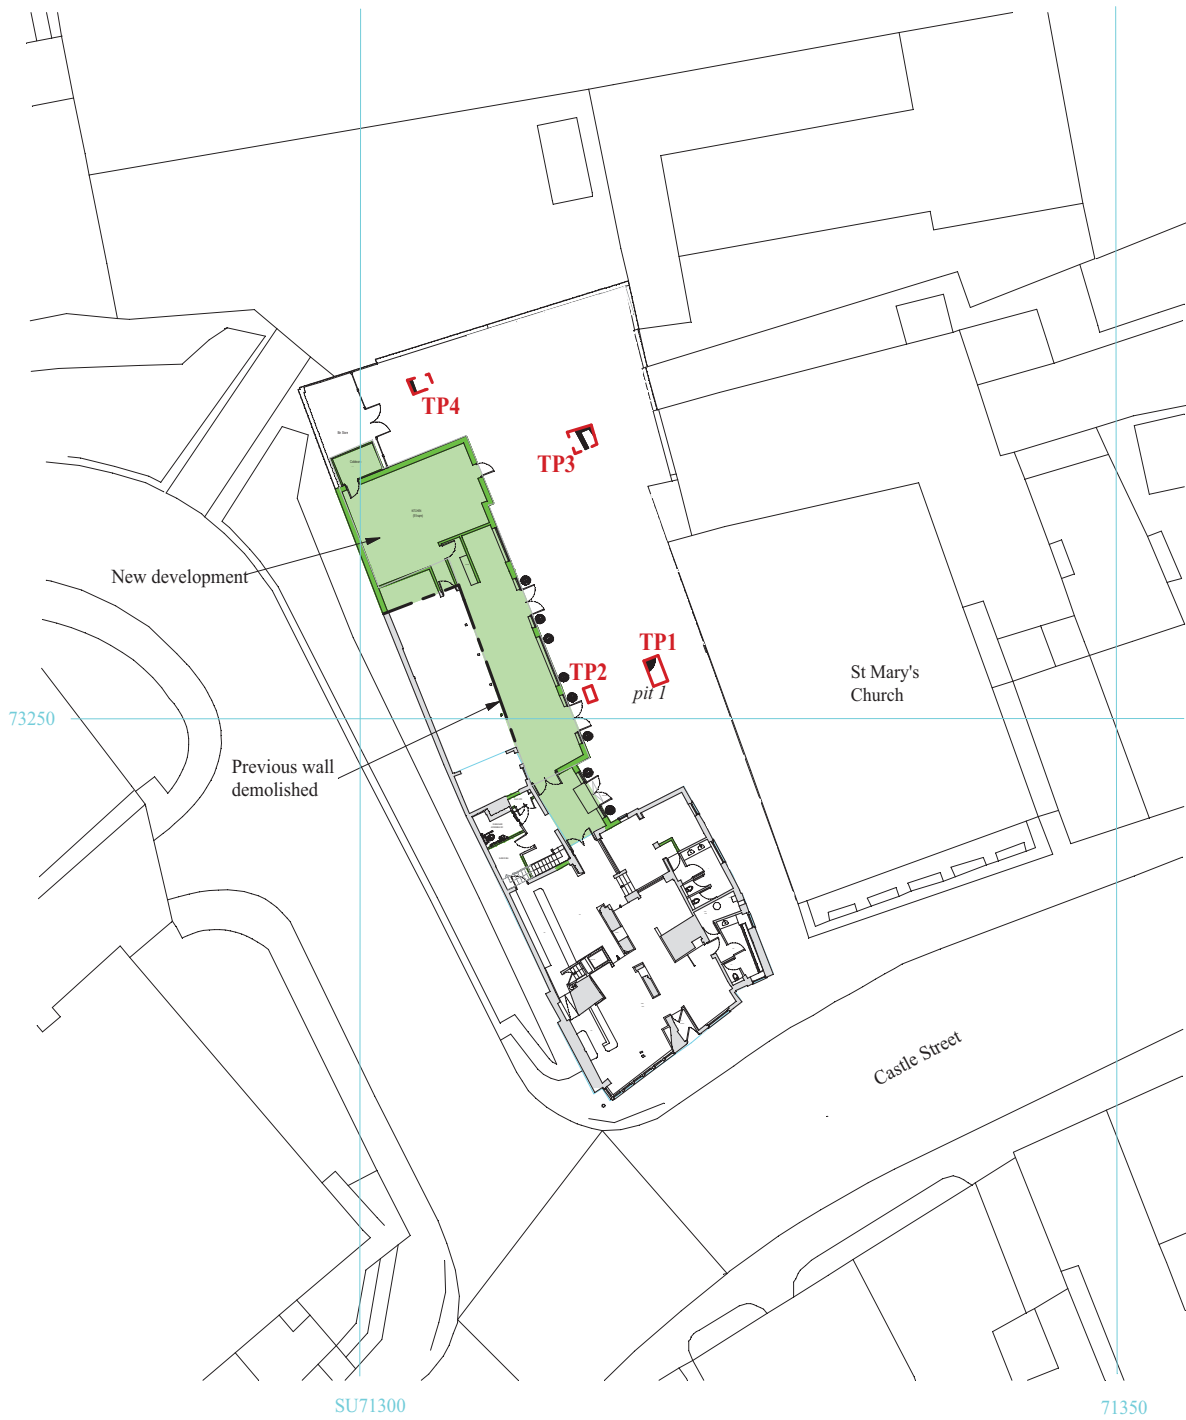 TP4
TP3
New development
TP1
TP2
pit 1
St Mary's
Church
73250
Previous wall
demolished
Castle Street
SU71300
71350